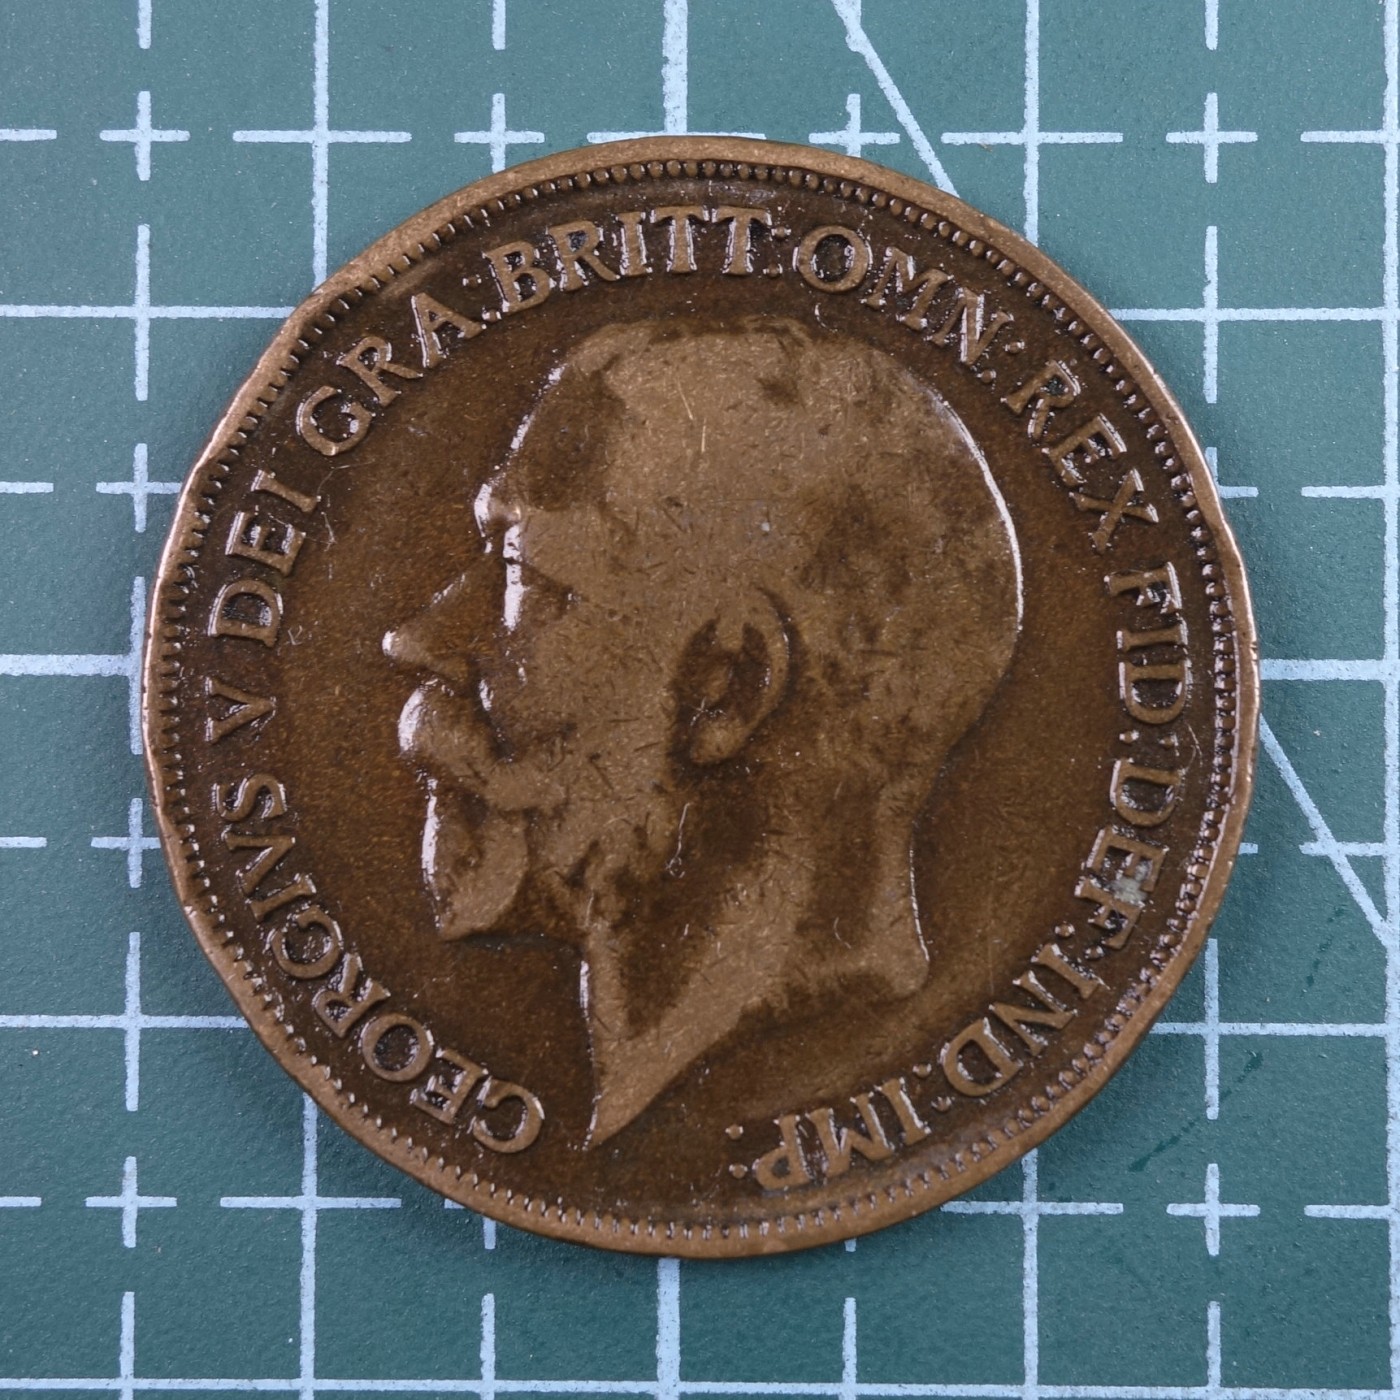 GEORGIVS V DEI GRA: BRITT: OMN: REX FID: DEF: IND: IMP: